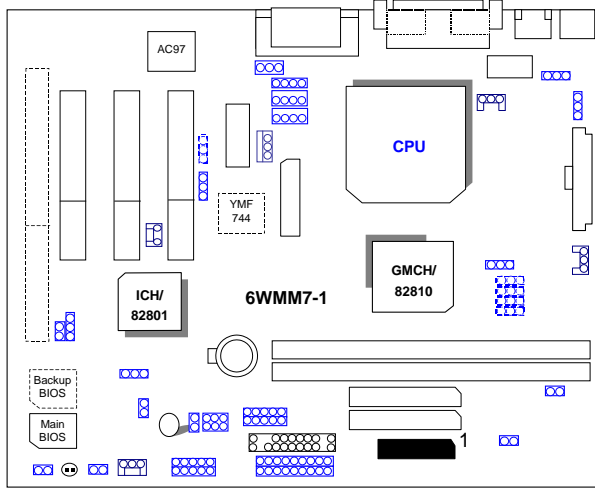 AC97
CPU
YMF
744
GMCH/
82810
ICH/
82801
6WMM7-1
Backup
BIOS
Main
BIOS
1